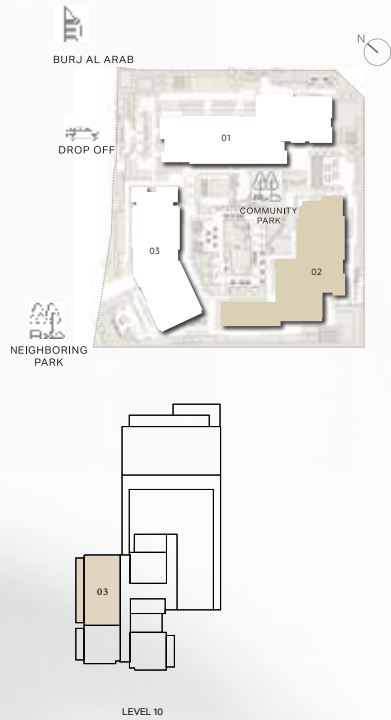 N
BURJ AL ARAB
DROP OFF
01
COMMUNITY
PARK
03
02
NEIGHBORING
PARK
03
LEVEL 10